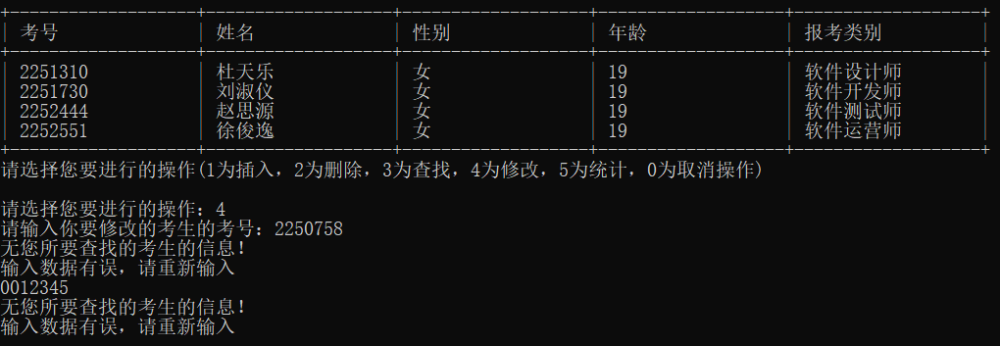 考号 姓名 性别 年龄 报考类别
2251310 杜天乐 女 19 软件设计师
2251730 刘淑仪 女 19 软件开发师
2252444 赵思源 女 19 软件测试师
2252551 徐俊逸 女 19 软件运营师
请选择您要进行的操作(1为插入，2为删除，3为查找，4为修改，5为统计，0为取消操作)
请选择您要进行的操作：4
请输入你要修改的考生的考号：2250758
无您所要查找的考生的信息！
输入数据有误，请重新输入
0012345
无您所要查找的考生的信息！
输入数据有误，请重新输入